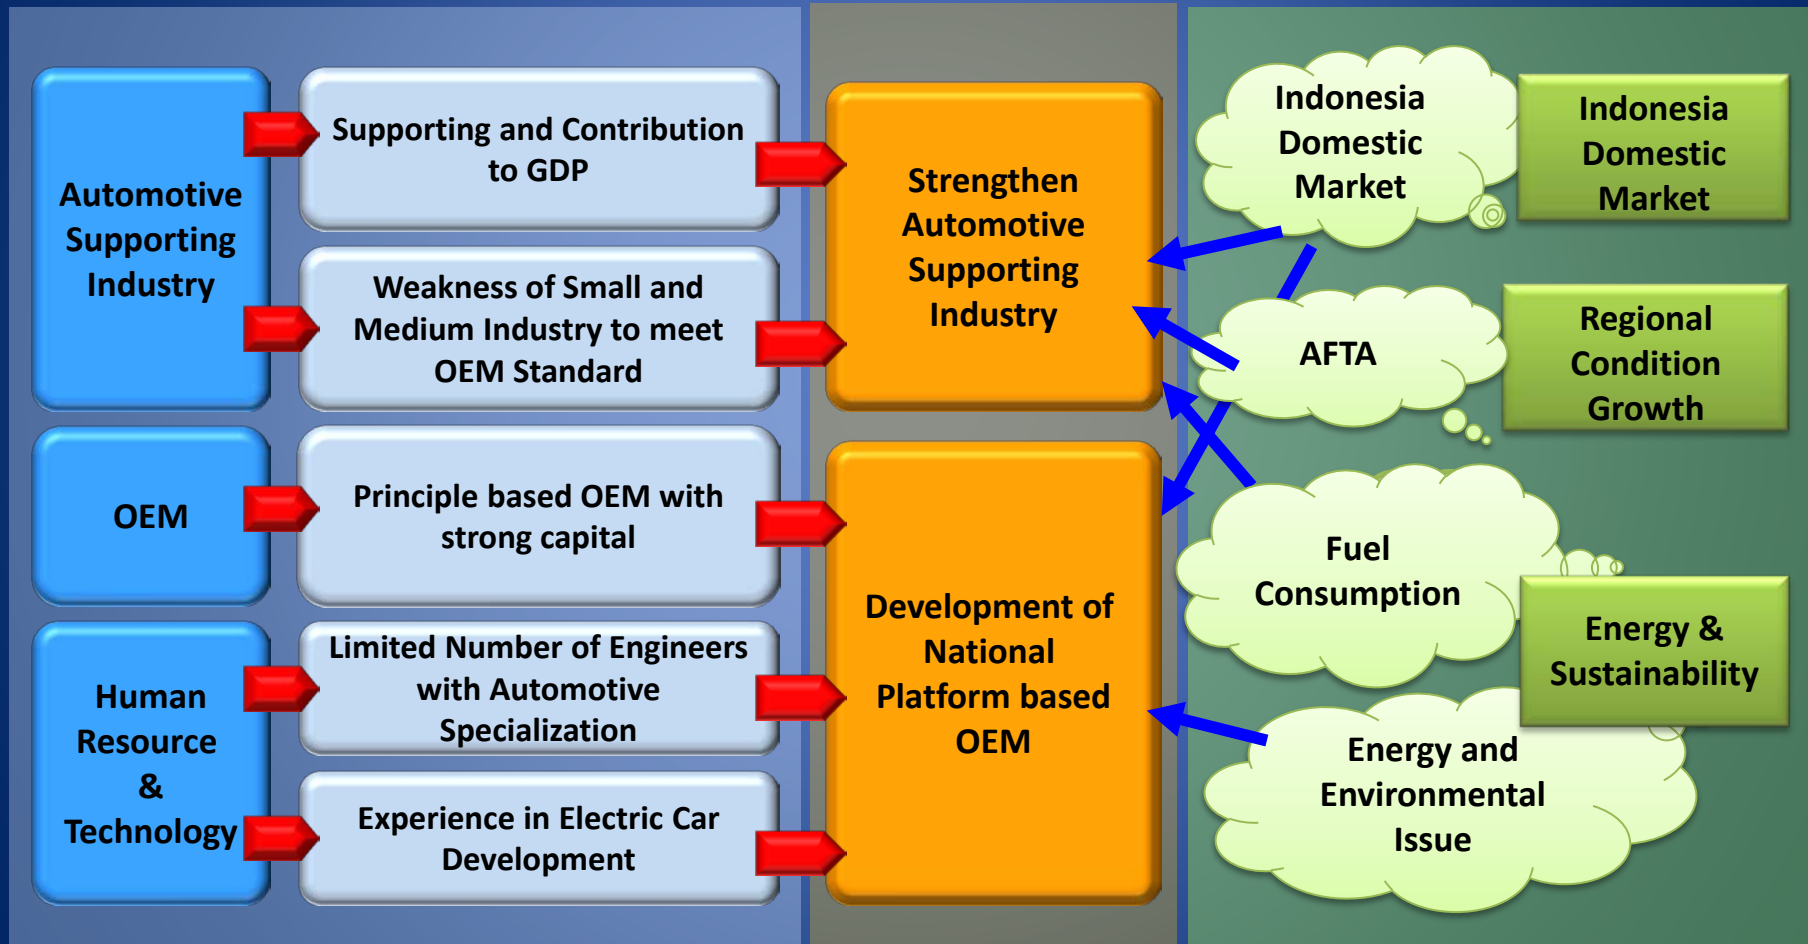 Automotive
Supporting
Industry
Supporting and Contribution
to GDP
Weakness of Small and
Medium Industry to meet
OEM Standard
OEM
Principle based OEM with
strong capital
Human
Resource
&
Technology
Limited Number of Engineers
with Automotive
Specialization
Experience in Electric Car
Development
Strengthen
Automotive
Supporting
Industry
Development of
National
Platform based
OEM
Indonesia
Domestic
Market
Indonesia
Domestic
Market
AFTA
Regional
Condition
Growth
Fuel
Consumption
Energy &
Sustainability
Energy and
Environmental
Issue